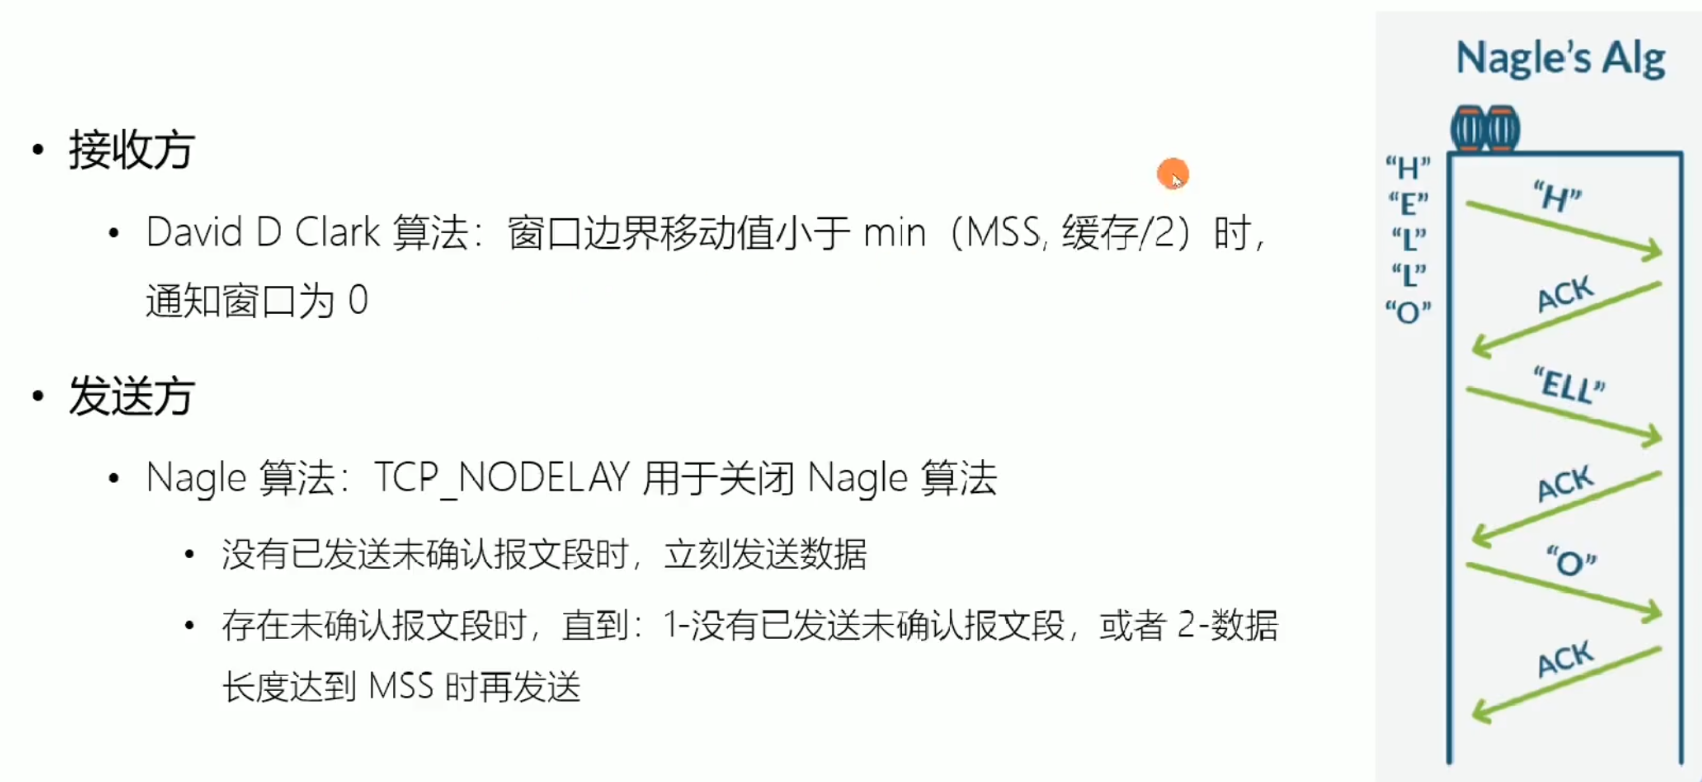 • 接收方
• David D Clark 算法：窗口边界移动值小于 min（MSS, 缓存/2）时，
通知窗口为 0
• 发送方
• Nagle 算法：TCP_NODELAY 用于关闭 Nagle 算法
• 没有已发送未确认报文段时，立刻发送数据
• 存在未确认报文段时，直到：1-没有已发送未确认报文段，或者 2-数据
长度达到 MSS 时再发送
Nagle’s Alg
“H”
“E”
“L”
“L”
“O”
“H”
ACK
“ELL”
ACK
“O”
ACK